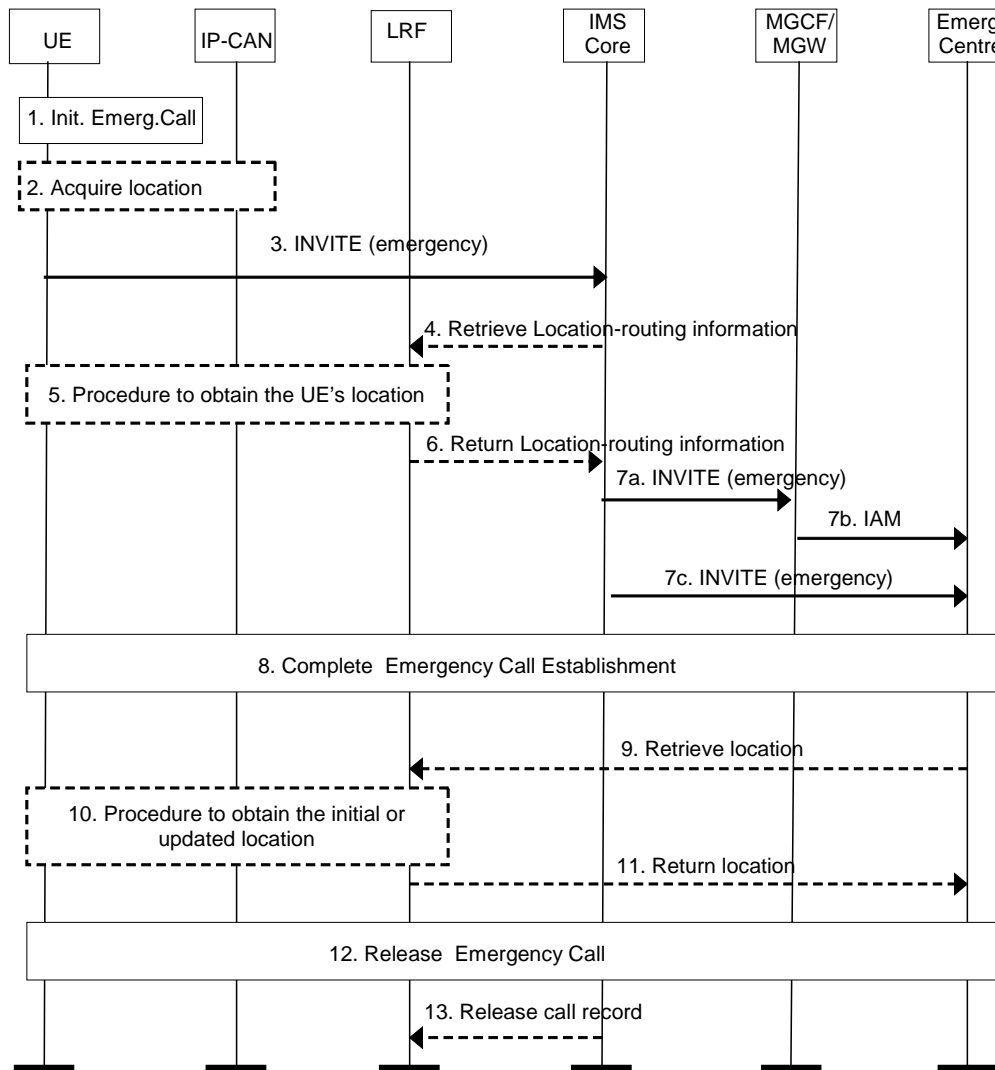 UE
IP-CAN
LRF
IMS
Core
MGCF/
MGW
Emerg
Centre
1. Init. Emerg.Call
2. Acquire location
3. INVITE (emergency)
4. Retrieve Location-routing information
5. Procedure to obtain the UE's location
6. Return Location-routing information
7a. INVITE (emergency)
7b. IAM
7c. INVITE (emergency)
8. Complete Emergency Call Establishment
9. Retrieve location
10. Procedure to obtain the initial or
updated location
11. Return location
12. Release Emergency Call
13. Release call record